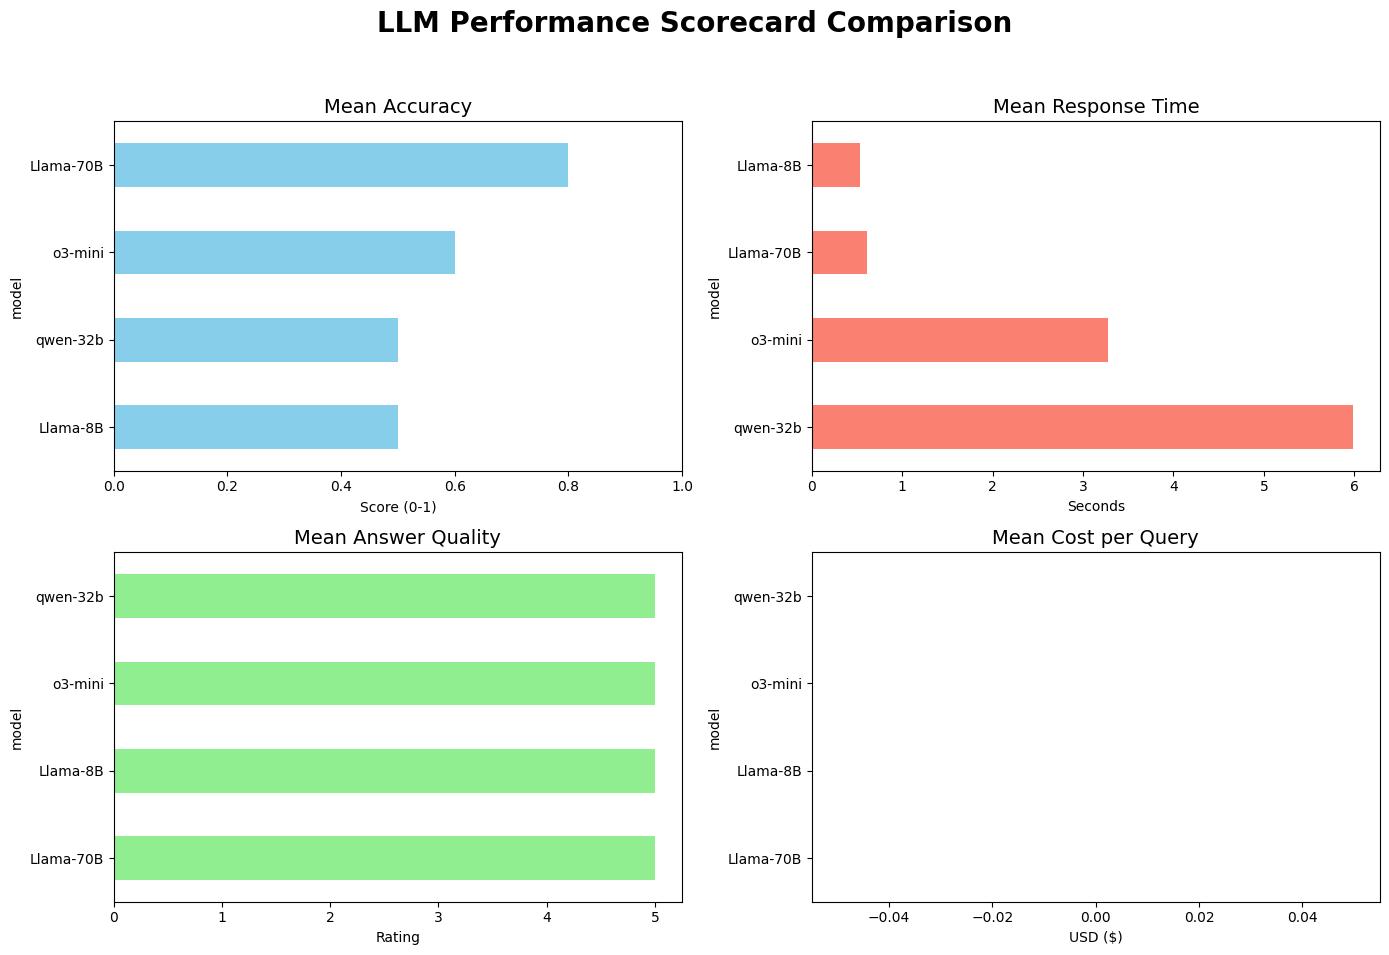 LLM Performance Scorecard Comparison
Mean Accuracy
model
Llama-70B
o3-mini
qwen-32b
Llama-8B
0.0 0.2 0.4 0.6 0.8 1.0
Score (0-1)
Mean Response Time
model
Llama-8B
Llama-70B
o3-mini
qwen-32b
0 1 2 3 4 5 6
Seconds
Mean Answer Quality
model
qwen-32b
o3-mini
Llama-8B
Llama-70B
0 1 2 3 4 5
Rating
Mean Cost per Query
model
qwen-32b
o3-mini
Llama-8B
Llama-70B
−0.04 −0.02 0.00 0.02 0.04
USD ($)